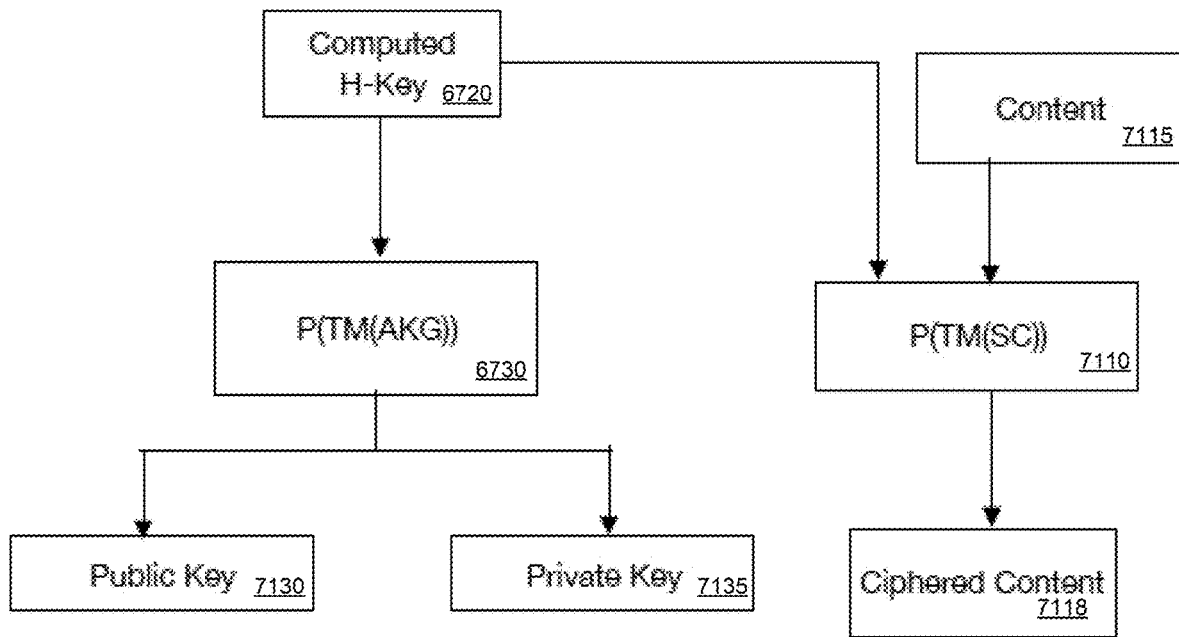 Computed
H-Key 6720
Content
7115
P(TM(AKG))
6730
P(TM(SC))
7110
Public Key 7130
Private Key 7135
Ciphered Content
7118